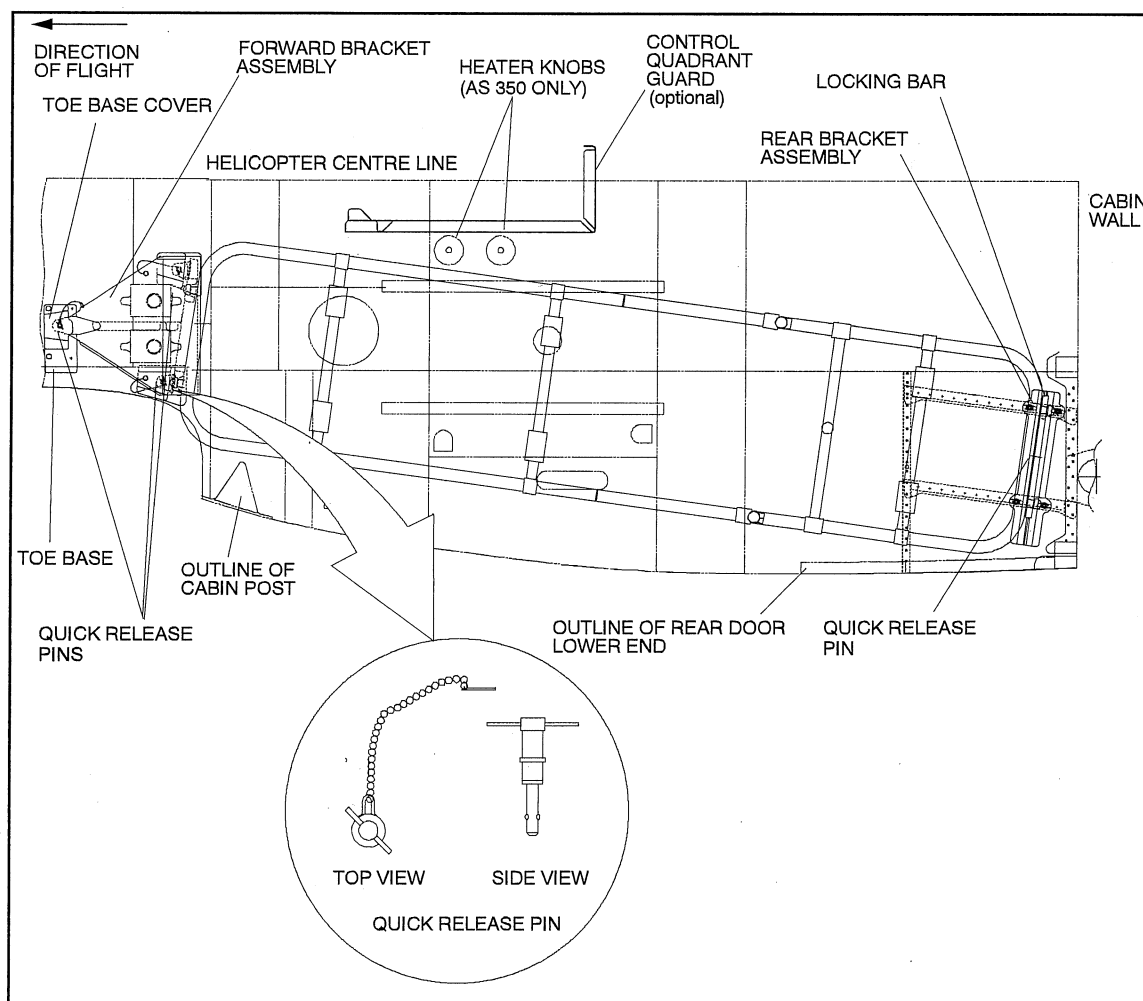 DIRECTION
OF FLIGHT
FORWARD BRACKET
ASSEMBLY
HEATER KNOBS
(AS 350 ONLY)
CONTROL
QUADRANT
GUARD
(optional)
LOCKING BAR
TOE BASE COVER
REAR BRACKET
ASSEMBLY
HELICOPTER CENTRE LINE
CABIN
WALL
TOE BASE
OUTLINE OF
CABIN POST
QUICK RELEASE
PINS
OUTLINE OF REAR DOOR
LOWER END
QUICK RELEASE
PIN
TOP VIEW
SIDE VIEW
QUICK RELEASE PIN